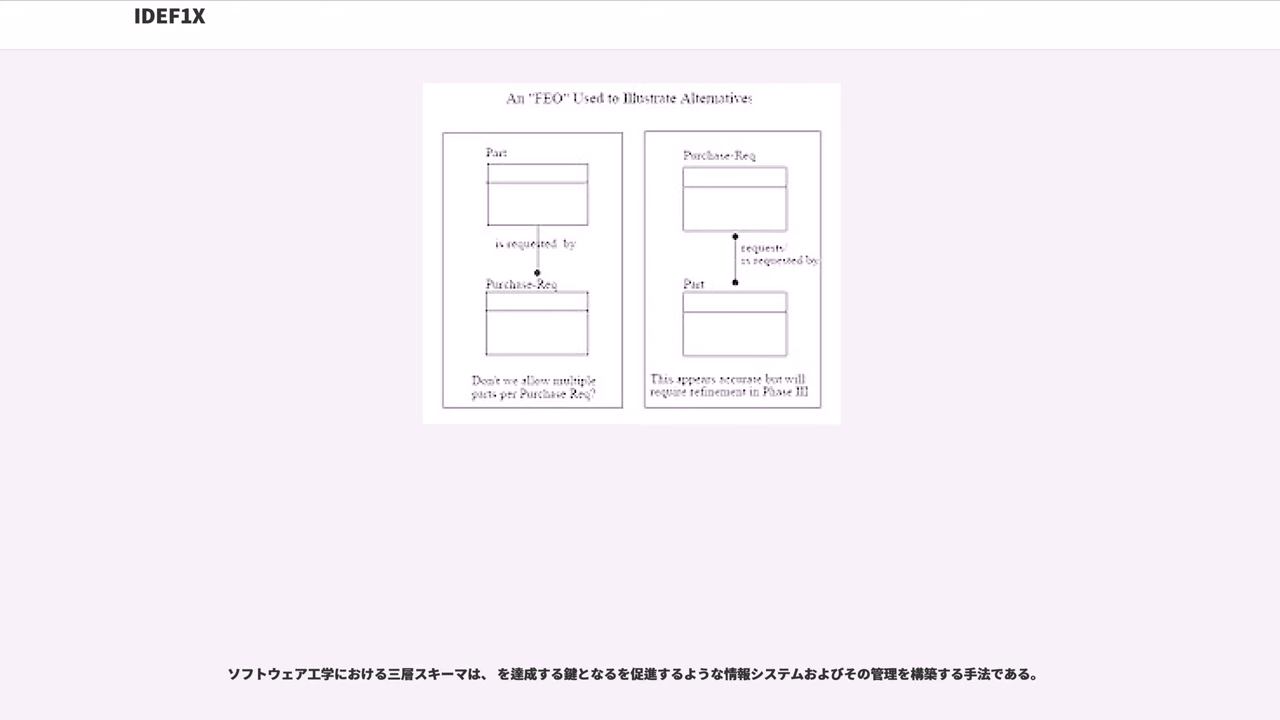 IDEF1X
An "FEO" Used to Illustrate Alternatives
Part
is requested by
Purchase-Req
Don't we allow multiple
parts per Purchase Req?
Purchase-Req
requests/
is requested by
Part
This appears accurate but will
require refinement in Phase III
ソフトウェア工学における三層スキーマは、 を達成する鍵となるを促進するような情報システムおよびその管理を構築する手法である。